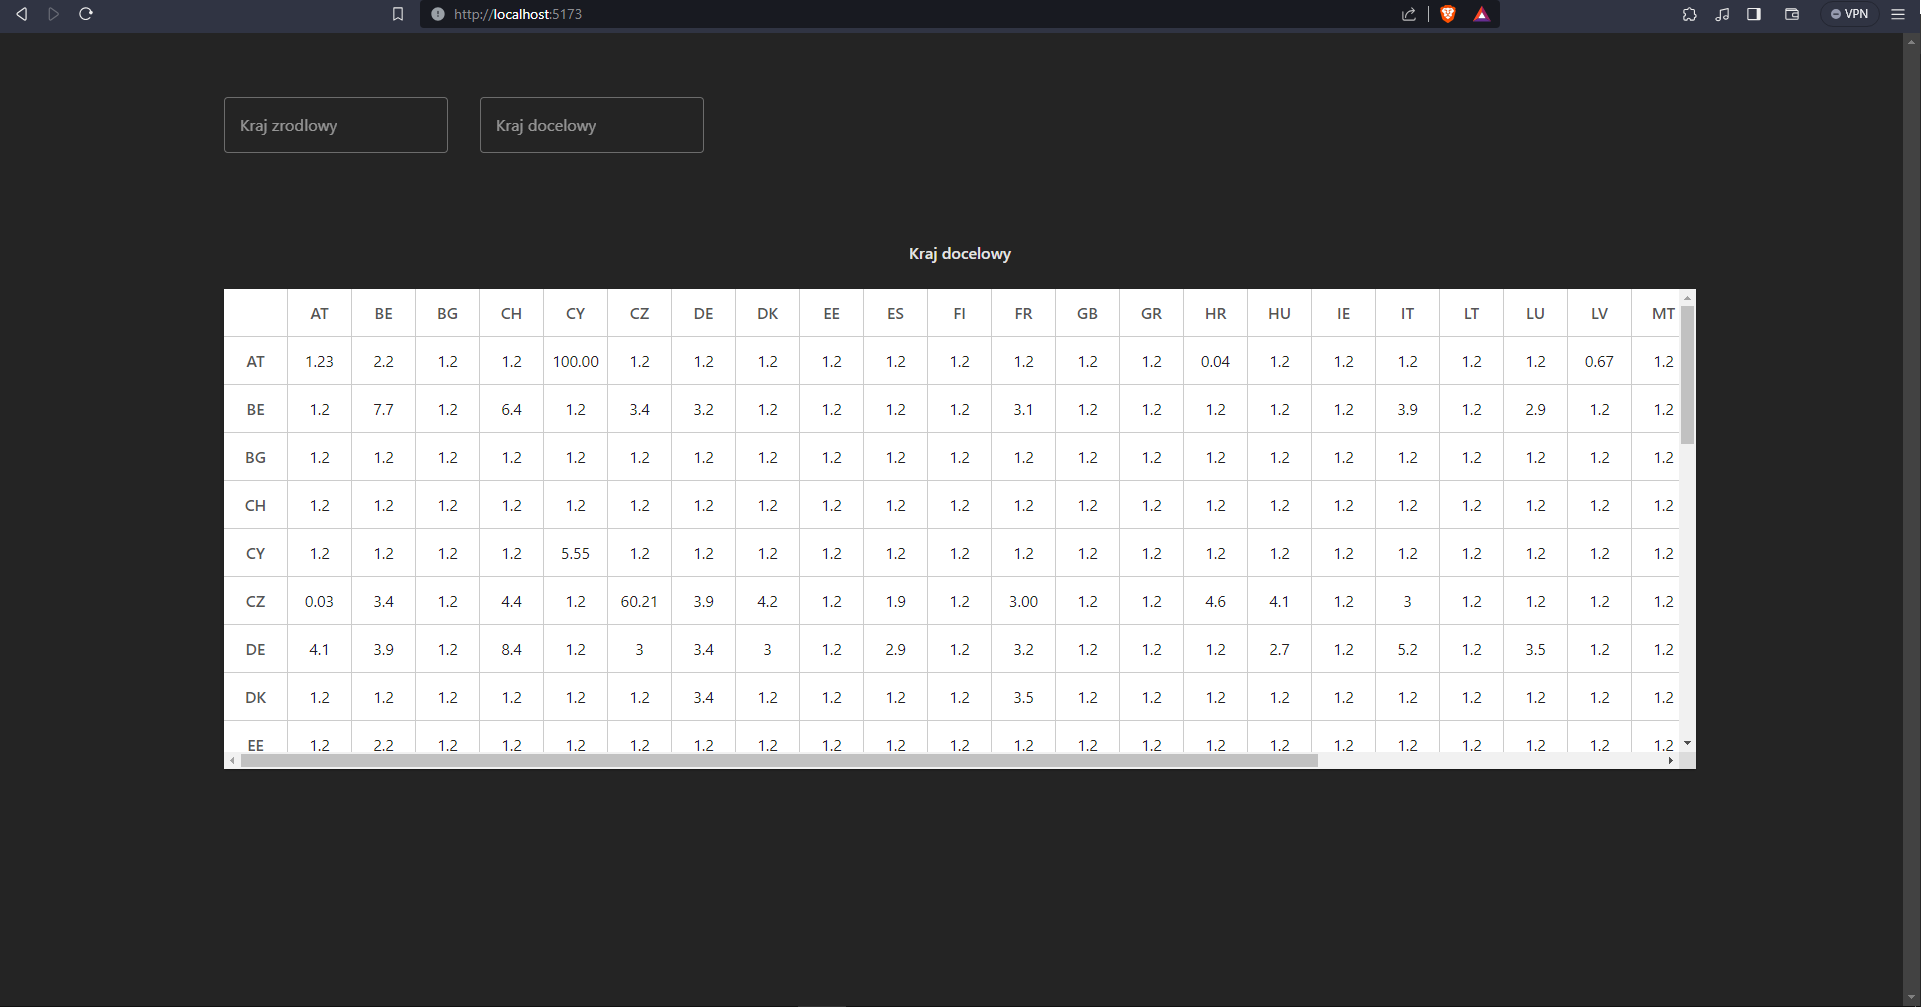 http://localhost:5173
VPN
Kraj zrodlowy Kraj docelowy
Kraj docelowy
AT BE BG CH CY CZ DE DK EE ES FI FR GB GR HR HU IE IT LT LU LV MT
AT 1.23 2.2 1.2 1.2 100.00 1.2 1.2 1.2 1.2 1.2 1.2 1.2 1.2 1.2 0.04 1.2 1.2 1.2 1.2 1.2 0.67 1.2
BE 1.2 7.7 1.2 6.4 1.2 3.4 3.2 1.2 1.2 1.2 1.2 3.1 1.2 1.2 1.2 1.2 1.2 3.9 1.2 2.9 1.2 1.2
BG 1.2 1.2 1.2 1.2 1.2 1.2 1.2 1.2 1.2 1.2 1.2 1.2 1.2 1.2 1.2 1.2 1.2 1.2 1.2 1.2 1.2 1.2
CH 1.2 1.2 1.2 1.2 1.2 1.2 1.2 1.2 1.2 1.2 1.2 1.2 1.2 1.2 1.2 1.2 1.2 1.2 1.2 1.2 1.2 1.2
CY 1.2 1.2 1.2 1.2 5.55 1.2 1.2 1.2 1.2 1.2 1.2 1.2 1.2 1.2 1.2 1.2 1.2 1.2 1.2 1.2 1.2 1.2
CZ 0.03 3.4 1.2 4.4 1.2 60.21 3.9 4.2 1.2 1.9 1.2 3.00 1.2 1.2 4.6 4.1 1.2 3 1.2 1.2 1.2 1.2
DE 4.1 3.9 1.2 8.4 1.2 3 3.4 3 1.2 2.9 1.2 3.2 1.2 1.2 1.2 2.7 1.2 5.2 1.2 3.5 1.2 1.2
DK 1.2 1.2 1.2 1.2 1.2 1.2 3.4 1.2 1.2 1.2 1.2 3.5 1.2 1.2 1.2 1.2 1.2 1.2 1.2 1.2 1.2 1.2
EE 1.2 2.2 1.2 1.2 1.2 1.2 1.2 1.2 1.2 1.2 1.2 1.2 1.2 1.2 1.2 1.2 1.2 1.2 1.2 1.2 1.2 1.2